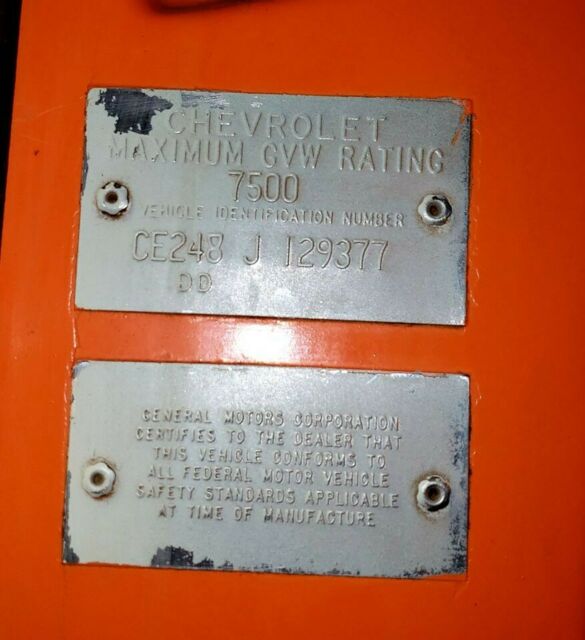 CHEVROLET
MAXIMUM GVW RATING
7500
VEHICLE IDENTIFICATION NUMBER
CE248 J 129377
DD
GENERAL MOTORS CORPORATION
CERTIFIES TO THE DEALER THAT
THIS VEHICLE CONFORMS TO
ALL FEDERAL MOTOR VEHICLE
SAFETY STANDARDS APPLICABLE
AT TIME OF MANUFACTURE